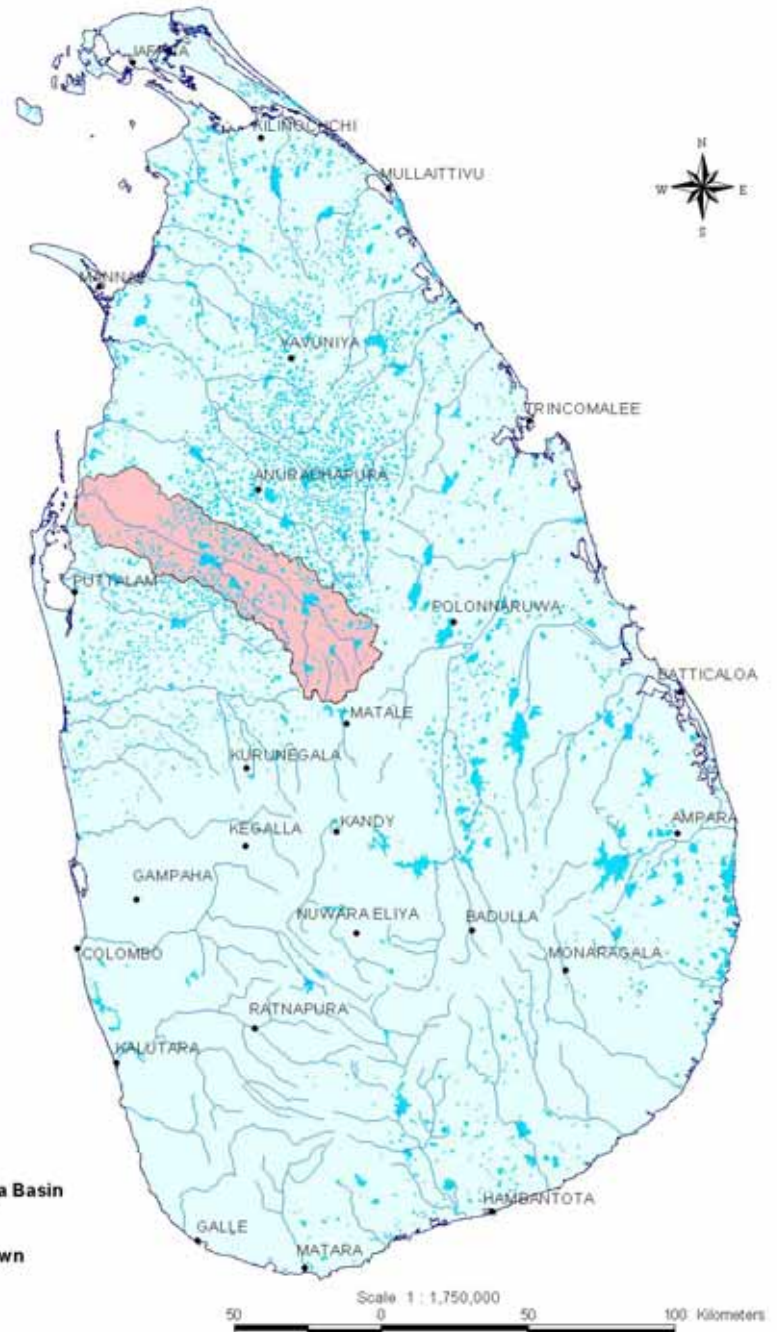 JAFFNA
KILINOCHCHI
MULLAITTIVU
N
W E
S
MANNAR
VAVUNIYA
TRINCOMALEE
ANURADHAPURA
PUTTALAM
POLONNARUWA
BATTICALOA
MATALE
KURUNEGALA
KEGALLA
KANDY
AMPARA
GAMPAHA
NUWARA ELIYA
BADULLA
COLOMBO
MONARAGALA
RATNAPURA
KALUTARA
a Basin
HAMBANTOTA
GALLE
wn
MATARA
Scale 1 : 1,750,000
50 0 50 100 Kilometers